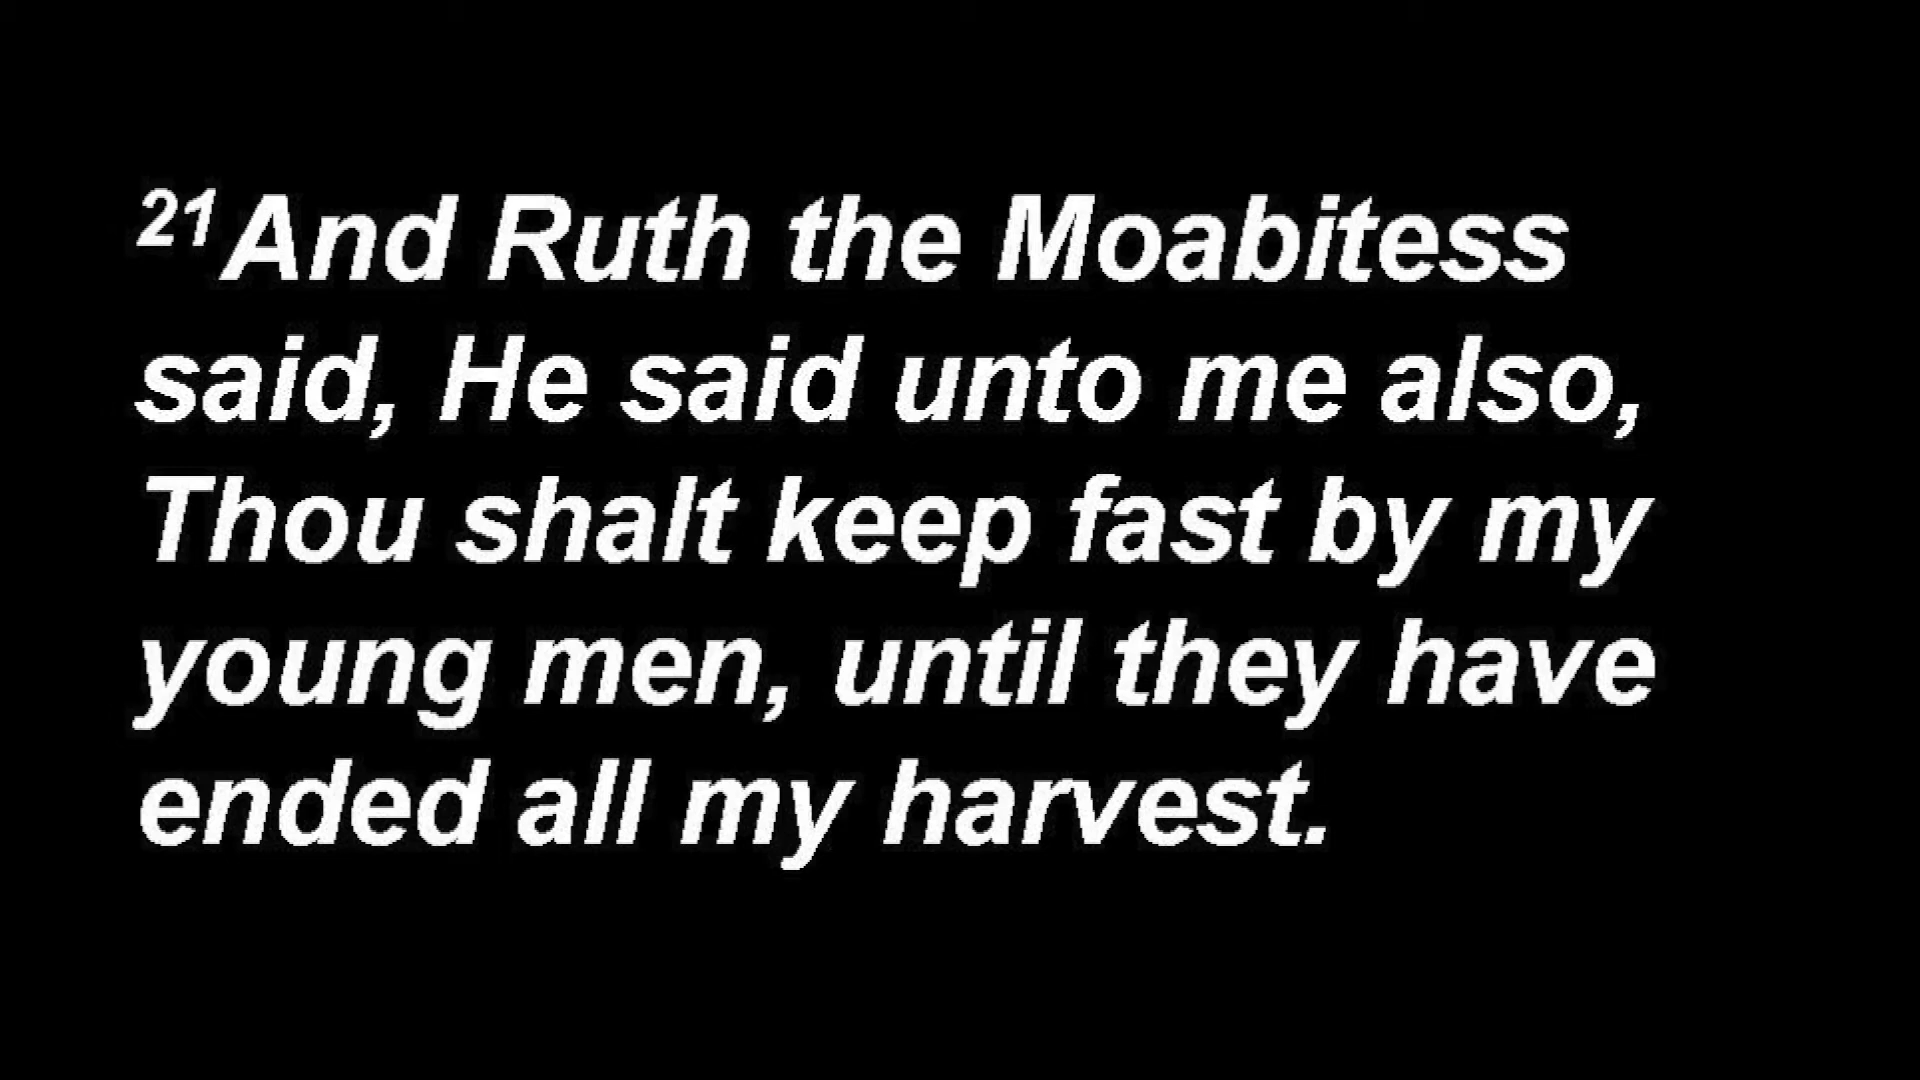 21And Ruth the Moabitess
said, He said unto me also,
Thou shalt keep fast by my
young men, until they have
ended all my harvest.